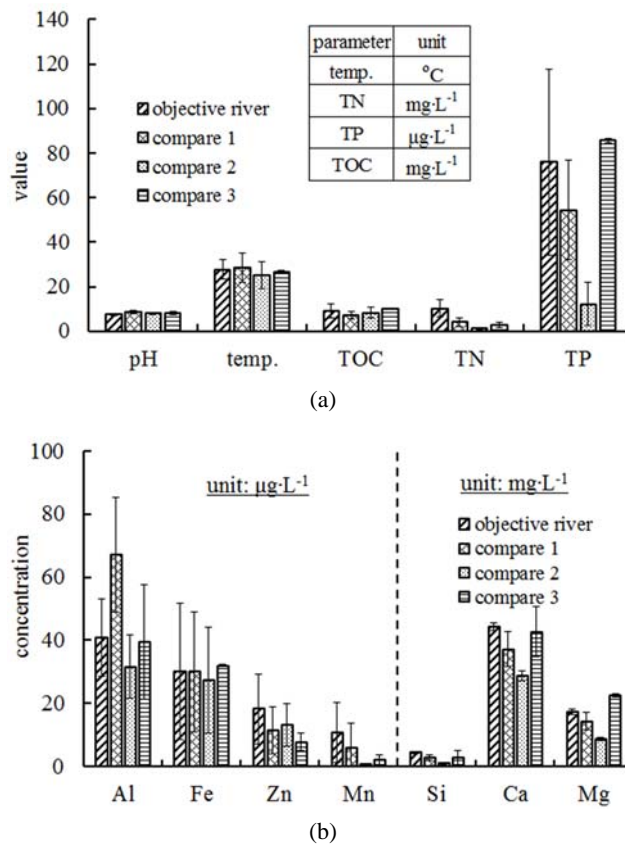 140
120
100
80
60
40
20
0
value
objective river
compare 1
compare 2
compare 3
parameter unit
temp. °C
TN mg·L⁻¹
TP μg·L⁻¹
TOC mg·L⁻¹
pH temp. TOC TN TP
(a)
100
80
60
40
20
0
concentration
unit: μg·L⁻¹
unit: mg·L⁻¹
objective river
compare 1
compare 2
compare 3
Al Fe Zn Mn Si Ca Mg
(b)